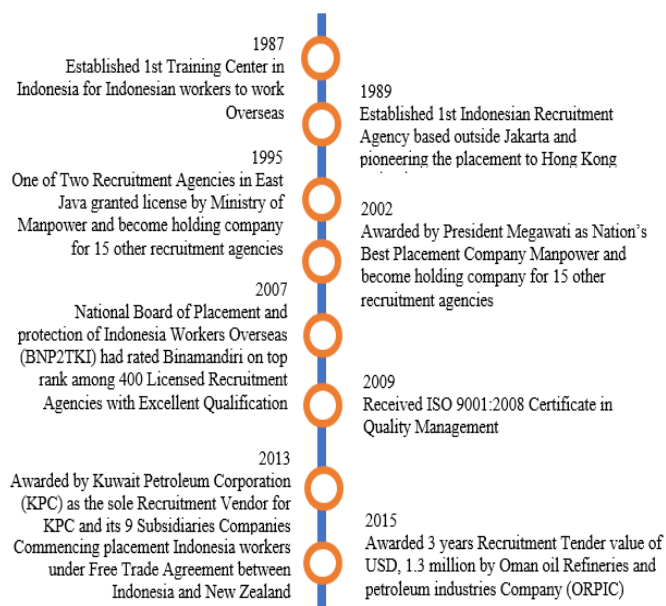 1987
Established 1st Training Center in
Indonesia for Indonesian workers to work
Overseas
1989
Established 1st Indonesian Recruitment
Agency based outside Jakarta and
pioneering the placement to Hong Kong
1995
One of Two Recruitment Agencies in East
Java granted license by Ministry of
Manpower and become holding company
for 15 other recruitment agencies
2002
Awarded by President Megawati as Nation’s
Best Placement Company Manpower and
become holding company for 15 other
recruitment agencies
2007
National Board of Placement and
protection of Indonesia Workers Overseas
(BNP2TKI) had rated Binamandiri on top
rank among 400 Licensed Recruitment
Agencies with Excellent Qualification
2009
Received ISO 9001:2008 Certificate in
Quality Management
2013
Awarded by Kuwait Petroleum Corporation
(KPC) as the sole Recruitment Vendor for
KPC and its 9 Subsidiaries Companies
Commencing placement Indonesia workers
under Free Trade Agreement between
Indonesia and New Zealand
2015
Awarded 3 years Recruitment Tender value of
USD, 1.3 million by Oman oil Refineries and
petroleum industries Company (ORPIC)